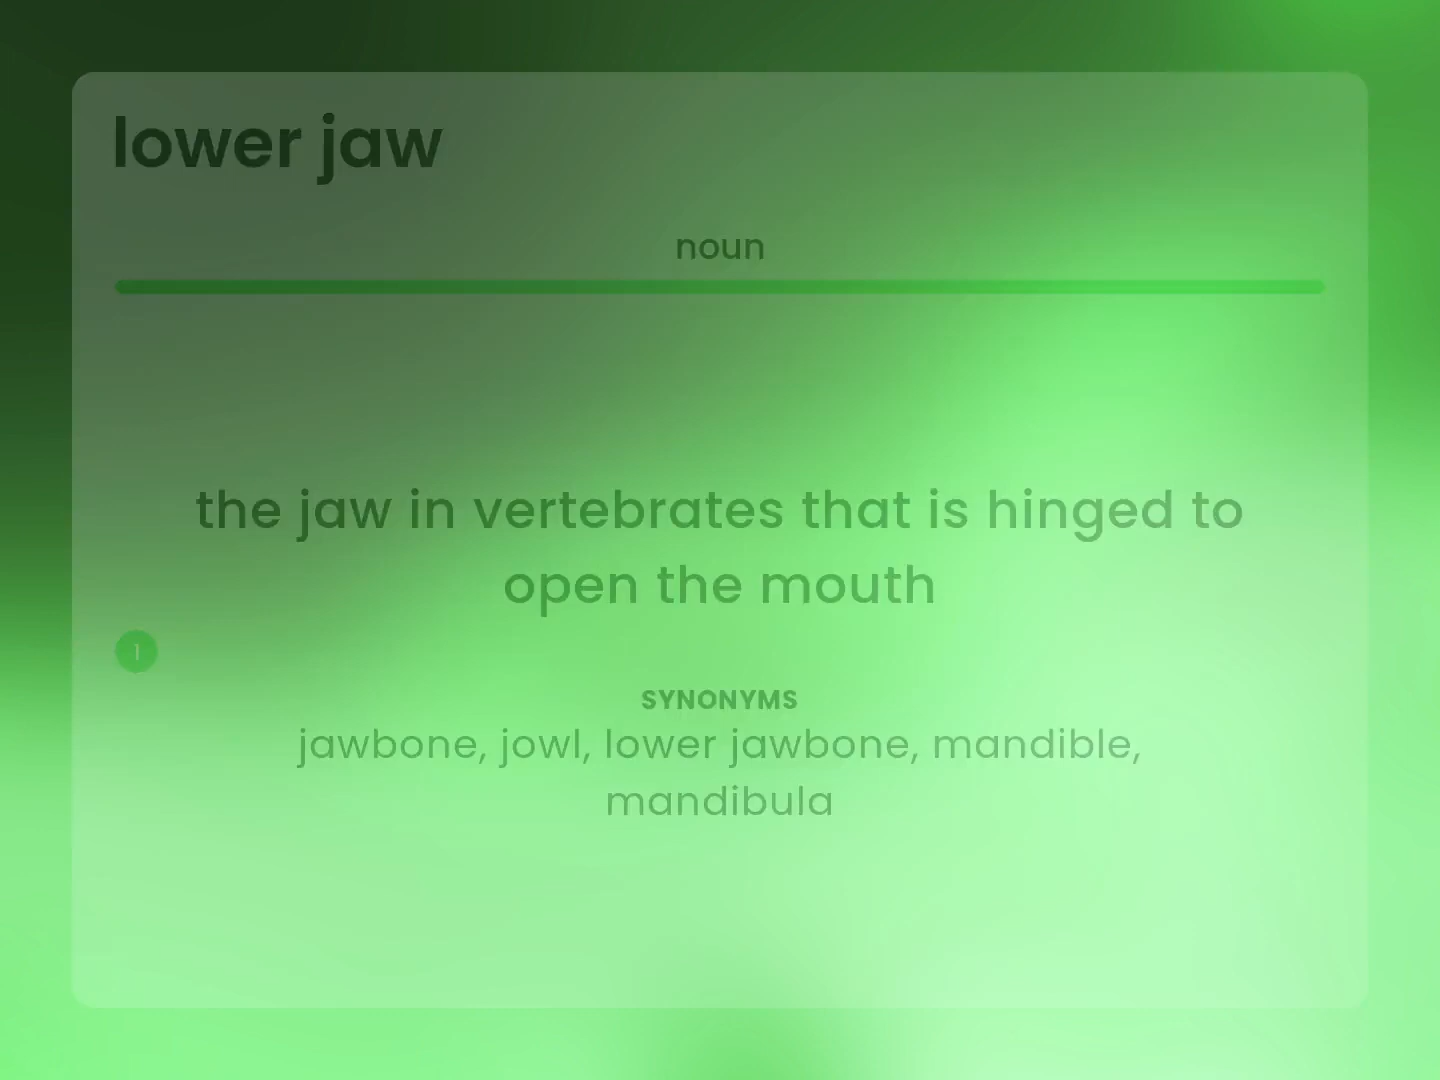 lower jaw
noun
the jaw in vertebrates that is hinged to
open the mouth
1
SYNONYMS
jawbone, jowl, lower jawbone, mandible,
mandibula